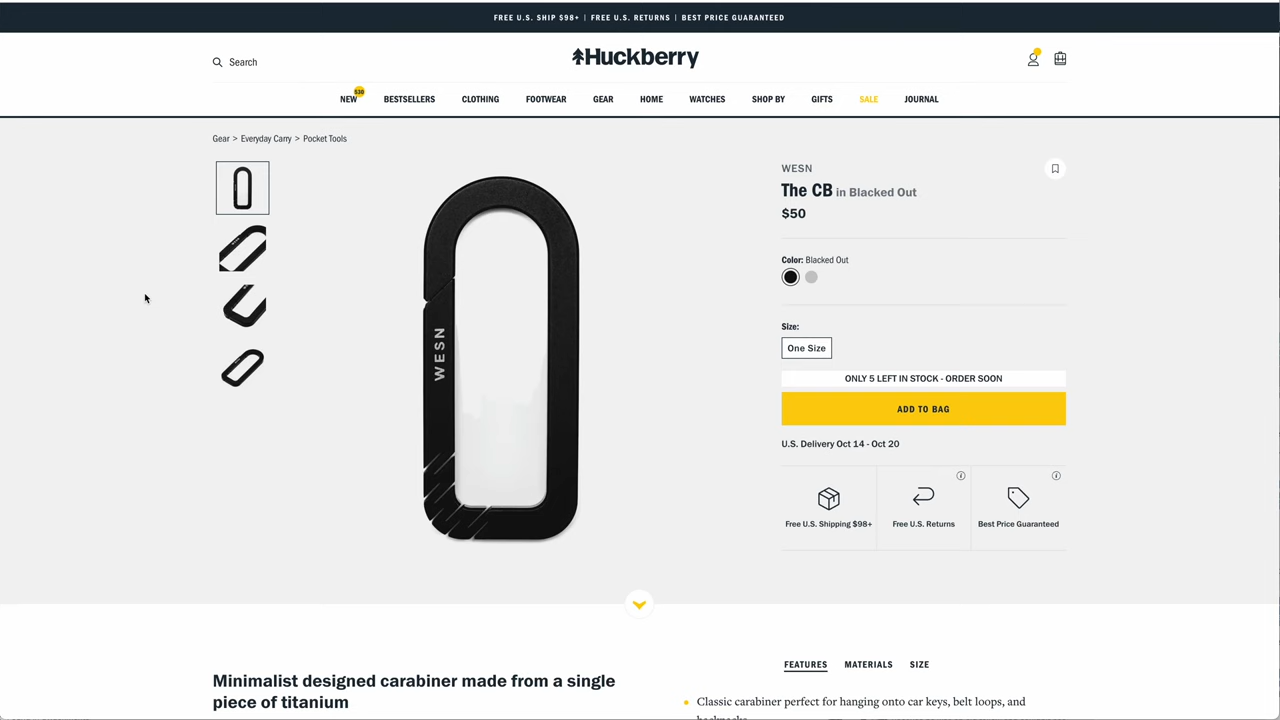 FREE U.S. SHIP $98+ | FREE U.S. RETURNS | BEST PRICE GUARANTEED
Search
Huckberry
NEW $30 BESTSELLERS CLOTHING FOOTWEAR GEAR HOME WATCHES SHOP BY GIFTS SALE JOURNAL
Gear > Everyday Carry > Pocket Tools
WESN
The CB in Blacked Out
$50
Color: Blacked Out
WESN
Size:
One Size
ONLY 5 LEFT IN STOCK - ORDER SOON
ADD TO BAG
U.S. Delivery Oct 14 - Oct 20
Free U.S. Shipping $98+
Free U.S. Returns
Best Price Guaranteed
FEATURES MATERIALS SIZE
Minimalist designed carabiner made from a single
piece of titanium
Classic carabiner perfect for hanging onto car keys, belt loops, and